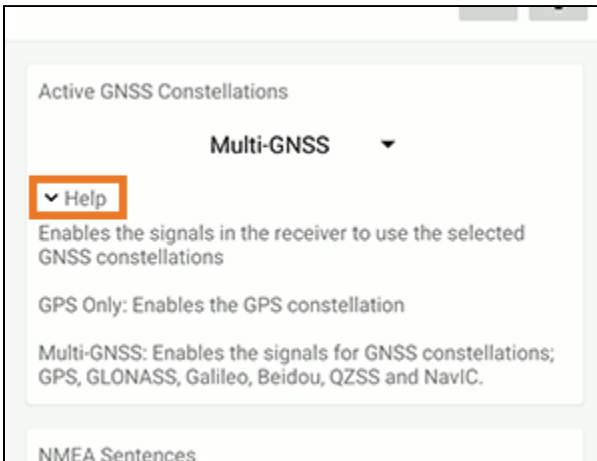 Active GNSS Constellations
Multi-GNSS
Help
Enables the signals in the receiver to use the selected
GNSS constellations
GPS Only: Enables the GPS constellation
Multi-GNSS: Enables the signals for GNSS constellations;
GPS, GLONASS, Galileo, Beidou, QZSS and NavIC.
NMEA Sentences